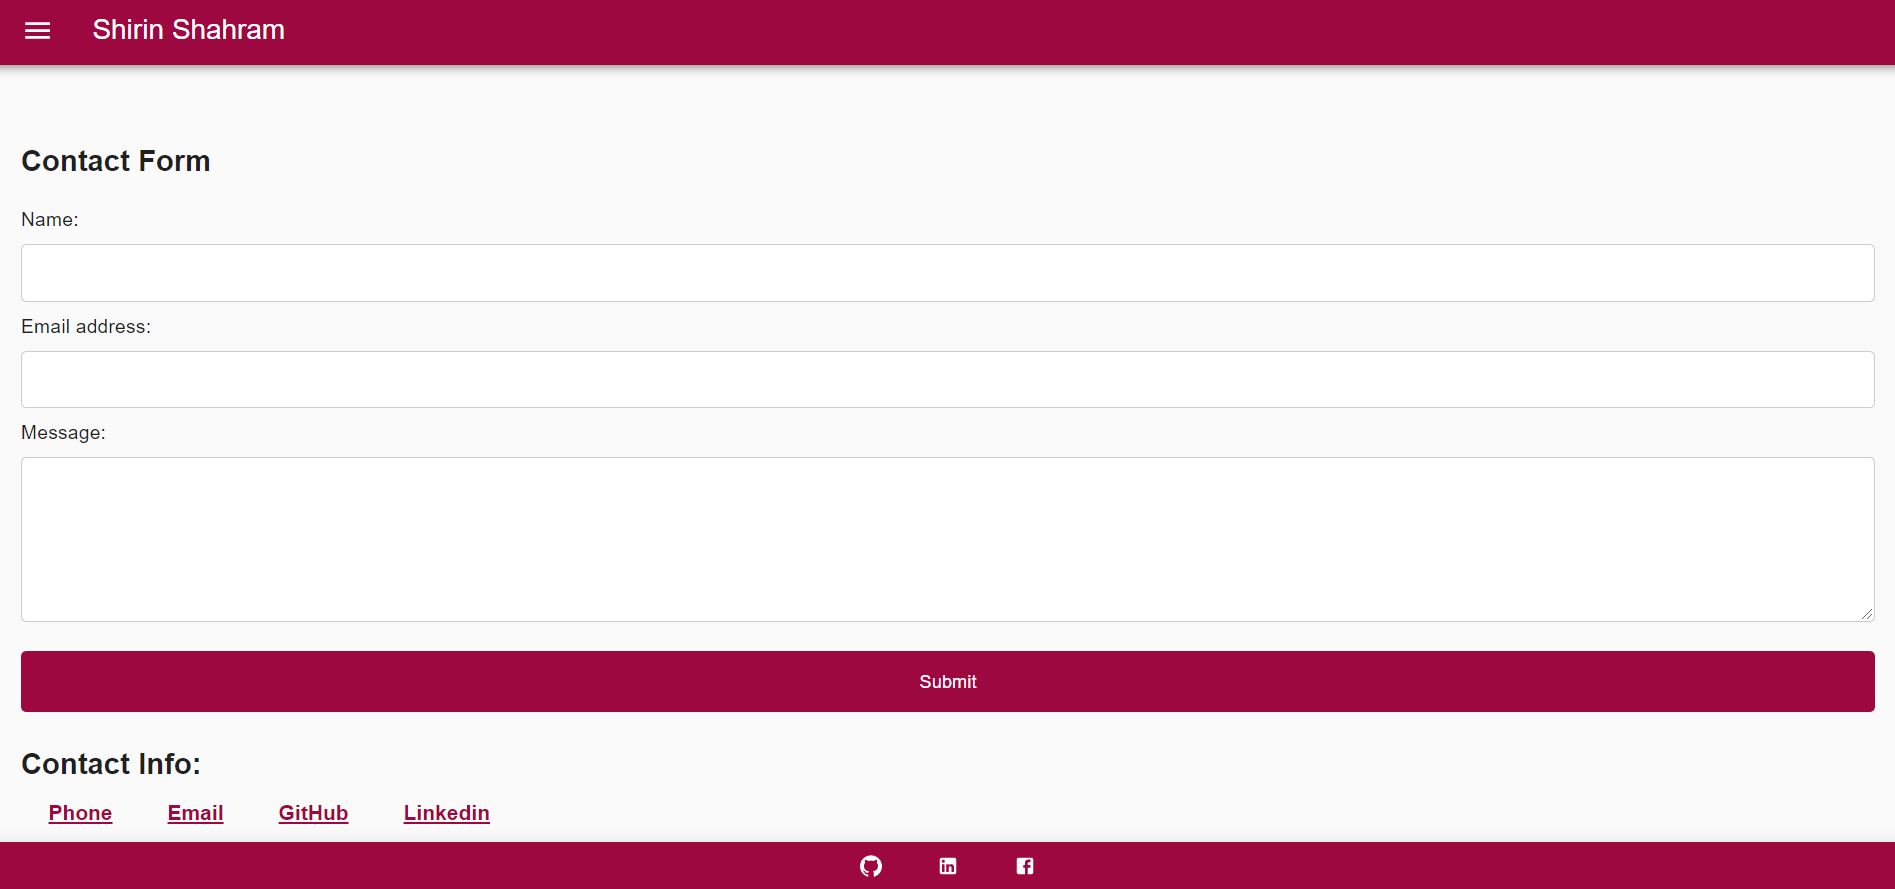 Shirin Shahram
Contact Form
Name:
Email address:
Message:
Submit
Contact Info:
Phone Email GitHub Linkedin